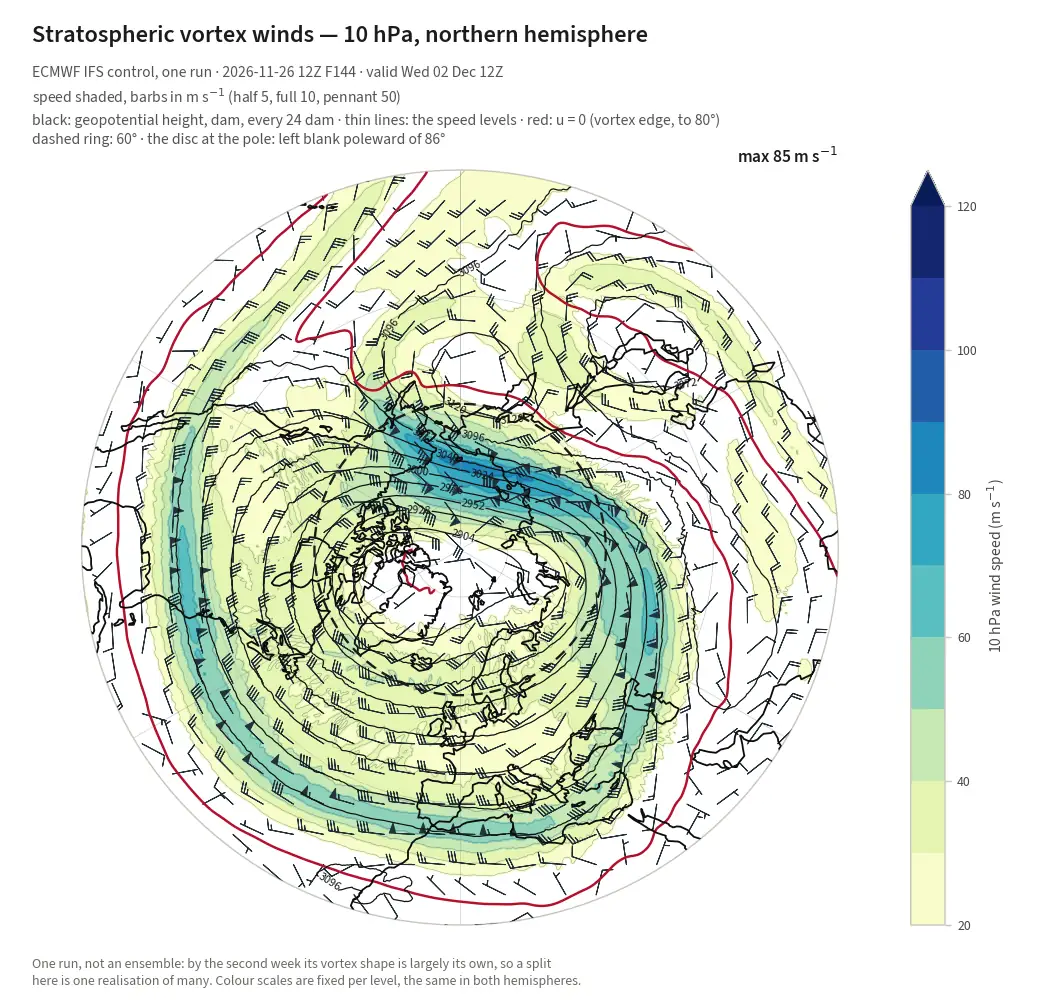 Stratospheric vortex winds — 10 hPa, northern hemisphere
ECMWF IFS control, one run · 2026-11-26 12Z F144 · valid Wed 02 Dec 12Z
speed shaded, barbs in m s⁻¹ (half 5, full 10, pennant 50)
black: geopotential height, dam, every 24 dam · thin lines: the speed levels · red: u = 0 (vortex edge, to 80°)
dashed ring: 60° · the disc at the pole: left blank poleward of 86°
max 85 m s⁻¹
3096
3096
3120
3096
2952
2928
2904
3096
120
100
80
60
40
20
10 hPa wind speed (m s⁻¹)
One run, not an ensemble: by the second week its vortex shape is largely its own, so a split
here is one realisation of many. Colour scales are fixed per level, the same in both hemispheres.